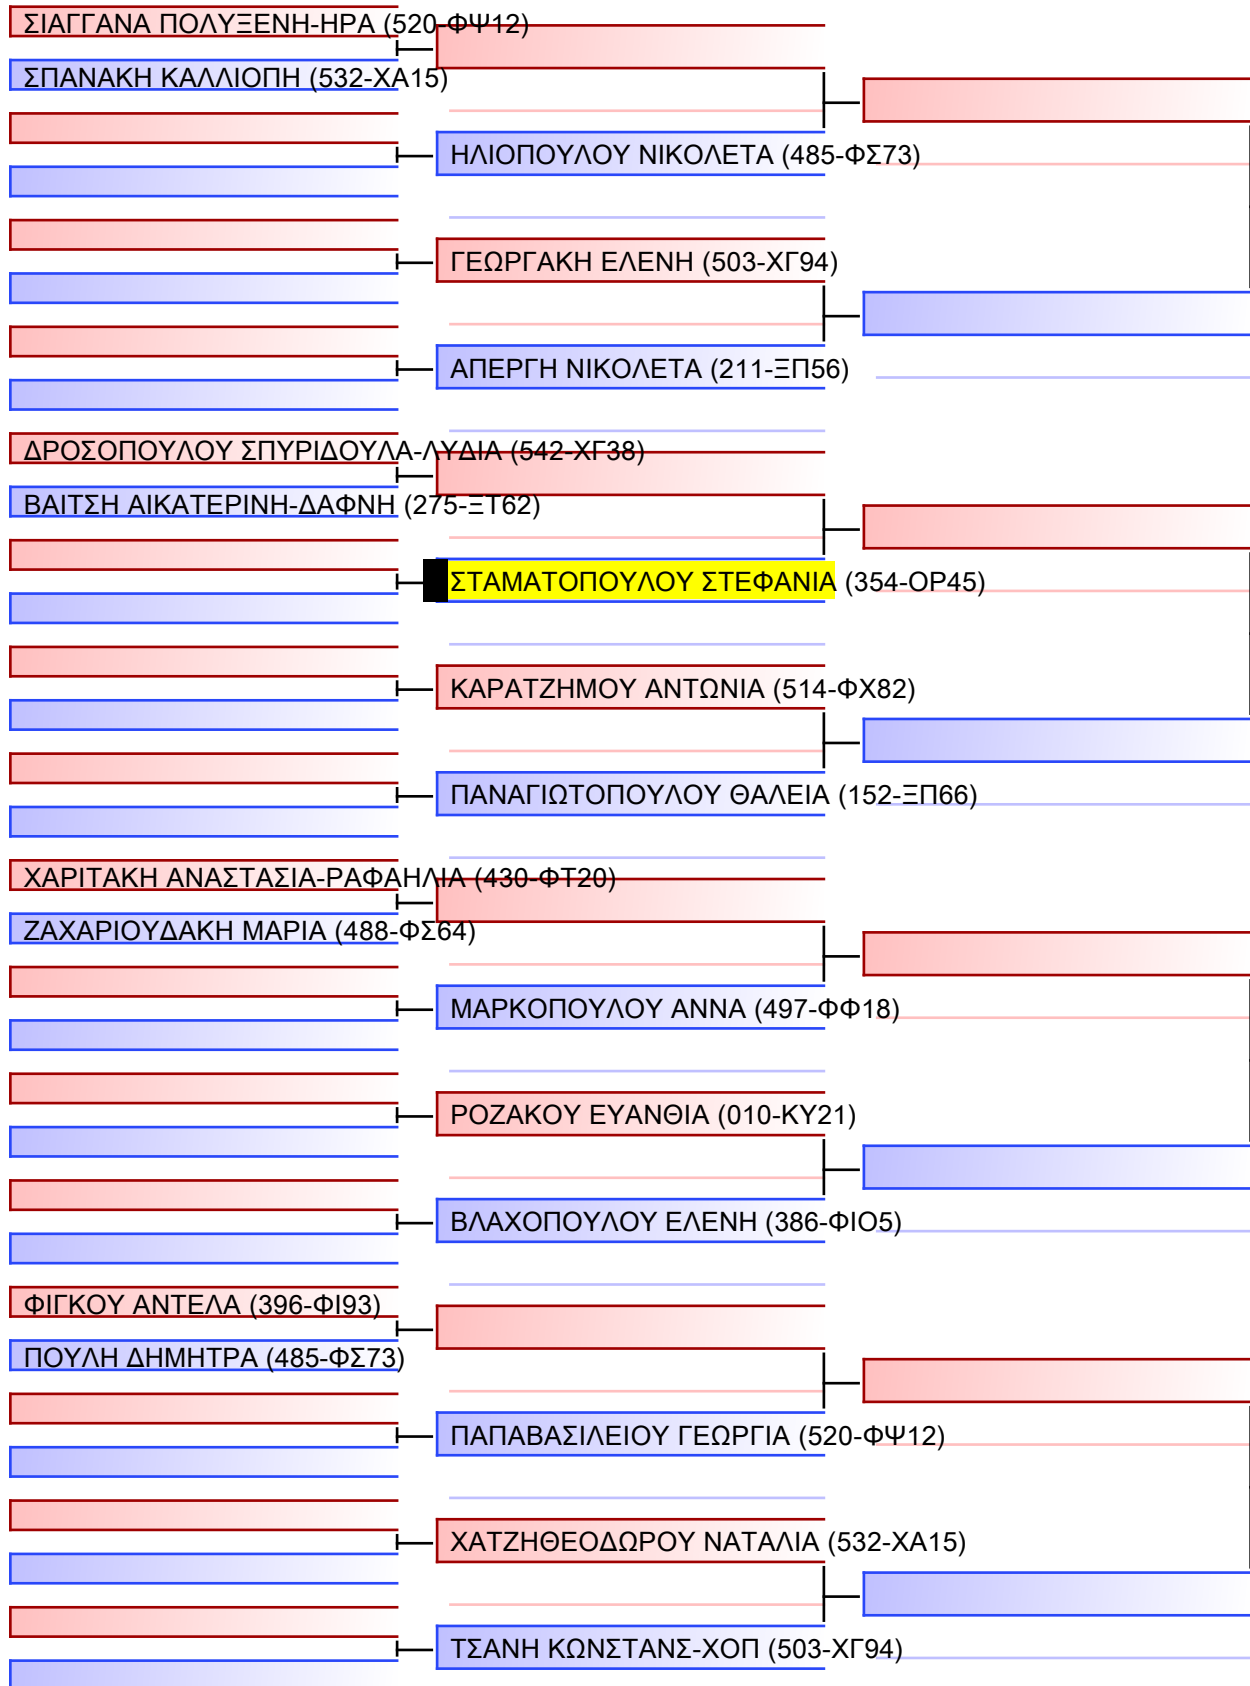 ΣΙΑΓΓΑΝΑ ΠΟΛΥΞΕΝΗ-ΗΡΑ (520-ΦΨ12)
ΣΠΑΝΑΚΗ ΚΑΛΛΙΟΠΗ (532-ΧΑ15)
ΗΛΙΟΠΟΥΛΟΥ ΝΙΚΟΛΕΤΑ (485-ΦΣ73)
ΓΕΩΡΓΑΚΗ ΕΛΕΝΗ (503-ΧΓ94)
ΑΠΕΡΓΗ ΝΙΚΟΛΕΤΑ (211-ΞΠ56)
ΔΡΟΣΟΠΟΥΛΟΥ ΣΠΥΡΙΔΟΥΛΑ-ΛΥΔΙΑ (542-ΧΓ38)
ΒΑΙΤΣΗ ΑΙΚΑΤΕΡΙΝΗ-ΔΑΦΝΗ (275-ΞΤ62)
ΣΤΑΜΑΤΟΠΟΥΛΟΥ ΣΤΕΦΑΝΙΑ (354-ΟΡ45)
ΚΑΡΑΤΖΗΜΟΥ ΑΝΤΩΝΙΑ (514-ΦΧ82)
ΠΑΝΑΓΙΩΤΟΠΟΥΛΟΥ ΘΑΛΕΙΑ (152-ΞΠ66)
ΧΑΡΙΤΑΚΗ ΑΝΑΣΤΑΣΙΑ-ΡΑΦΑΗΛΙΑ (430-ΦΤ20)
ΖΑΧΑΡΙΟΥΔΑΚΗ ΜΑΡΙΑ (488-ΦΣ64)
ΜΑΡΚΟΠΟΥΛΟΥ ΑΝΝΑ (497-ΦΦ18)
ΡΟΖΑΚΟΥ ΕΥΑΝΘΙΑ (010-ΚΥ21)
ΒΛΑΧΟΠΟΥΛΟΥ ΕΛΕΝΗ (386-ΦΙΟ5)
ΦΙΓΚΟΥ ΑΝΤΕΛΑ (396-ΦΙ93)
ΠΟΥΛΗ ΔΗΜΗΤΡΑ (485-ΦΣ73)
ΠΑΠΑΒΑΣΙΛΕΙΟΥ ΓΕΩΡΓΙΑ (520-ΦΨ12)
ΧΑΤΖΗΘΕΟΔΩΡΟΥ ΝΑΤΑΛΙΑ (532-ΧΑ15)
ΤΣΑΝΗ ΚΩΝΣΤΑΝΣ-ΧΟΠ (503-ΧΓ94)